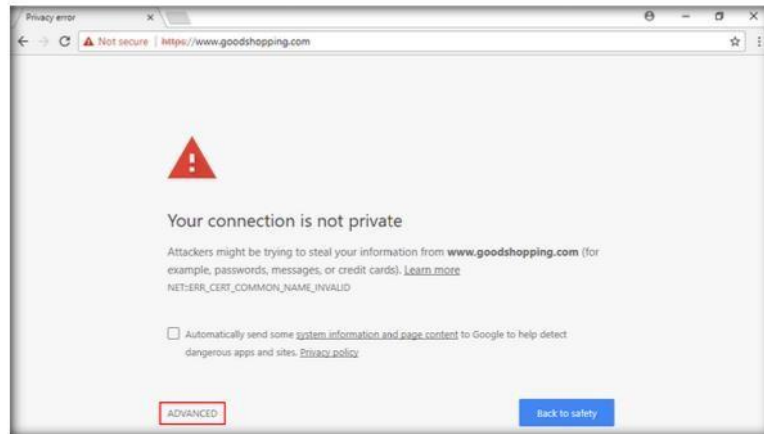 Privacy error
Not secure | https://www.goodshopping.com
Your connection is not private
Attackers might be trying to steal your information from www.goodshopping.com (for
example, passwords, messages, or credit cards). Learn more
NET::ERR_CERT_COMMON_NAME_INVALID
Automatically send some system information and page content to Google to help detect
dangerous apps and sites. Privacy policy
ADVANCED
Back to safety